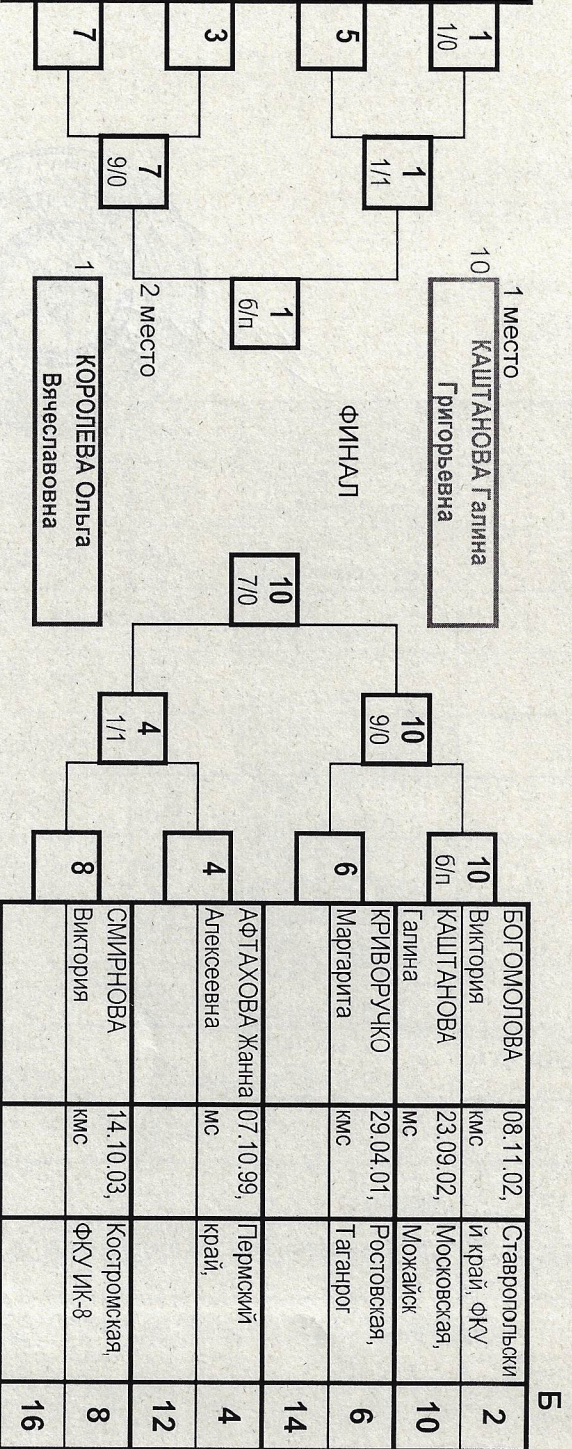 Б
1
1/0
5
3
7
1
1/1
7
9/0
1
б/п
1 место
10
КАШТАНОВА Галина
Григорьевна
ФИНАЛ
2 место
1
КОРОЛЕВА Ольга
Вячеславовна
10
7/0
10
9/0
4
1/1
10
б/п
6
4
8
БОГОМОЛОВА
Виктория
08.11.02,
кмс
Ставропольски
й край, ФКУ
2
КАШТАНОВА
Галина
23.09.02,
мс
Московская,
Можайск
10
КРИВОРУЧКО
Маргарита
29.04.01,
кмс
Ростовская,
Таганрог
6
14
АФТАХОВА Жанна
Алексеевна
07.10.99,
мс
Пермский
край,
4
12
СМИРНОВА
Виктория
14.10.03,
кмс
Костромская,
ФКУ ИК-8
8
16